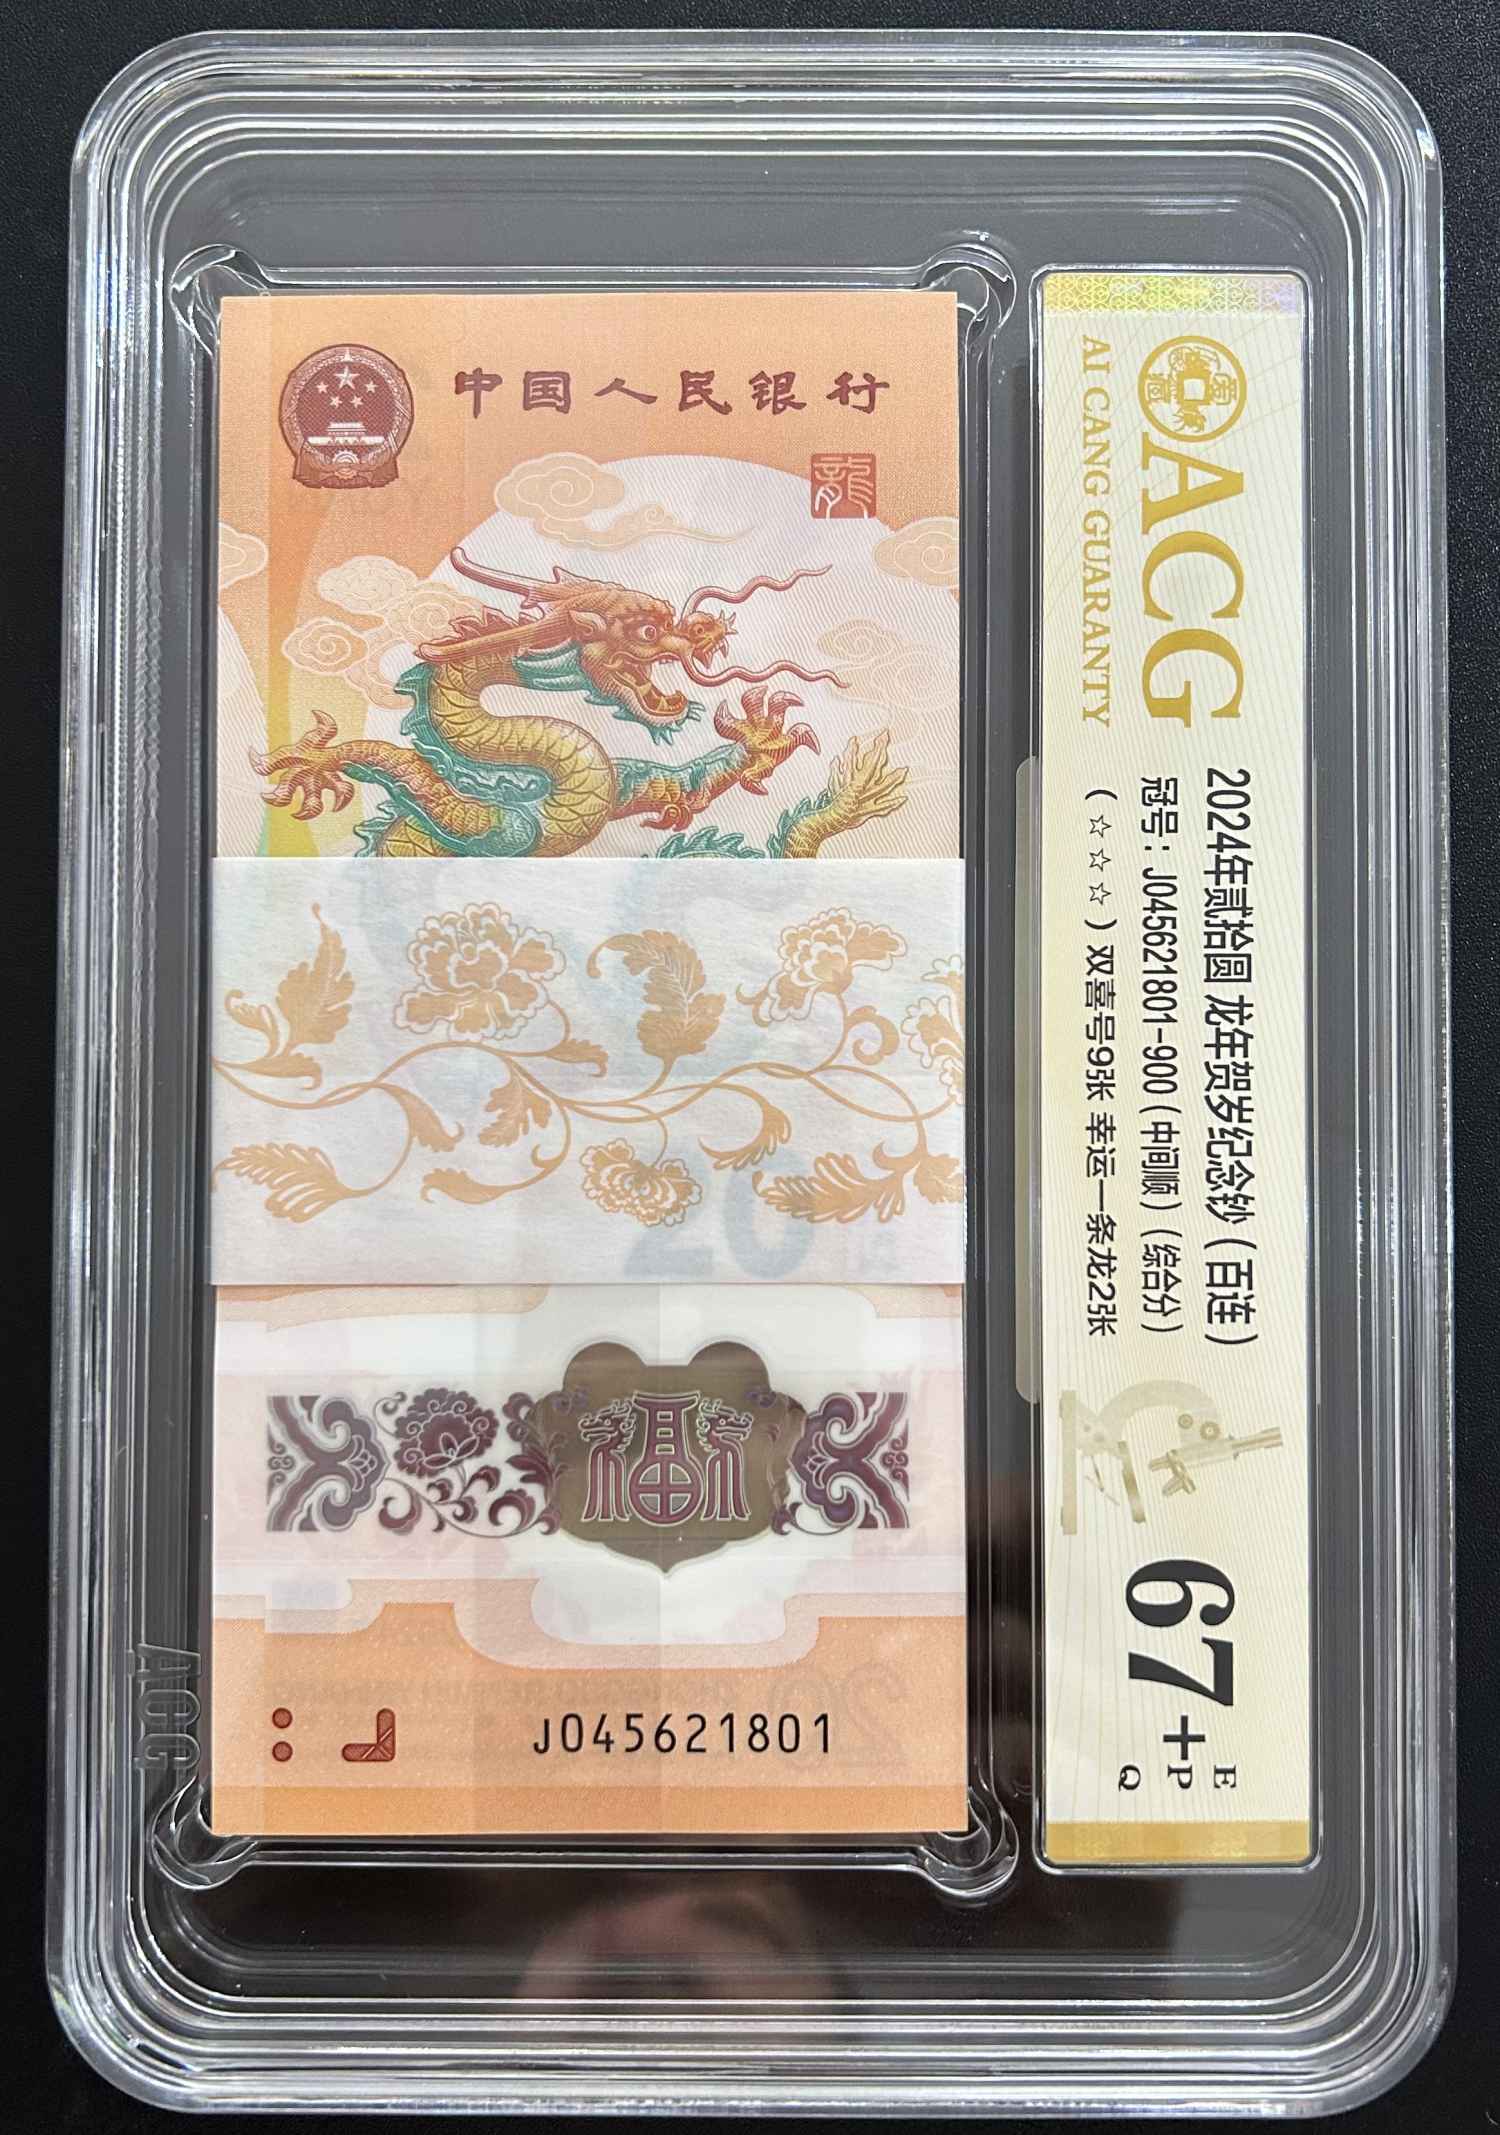 中国人民银行
龍
20
福
J045621801
ACG
AI CANG GUARANTY
2024年贰拾圆 龙年贺岁纪念钞（百连）
冠号：J045621801-900（中间顺）（综合分）
（☆☆☆）双喜号9张 幸运一条龙2张
67+
E
P
Q
ACG